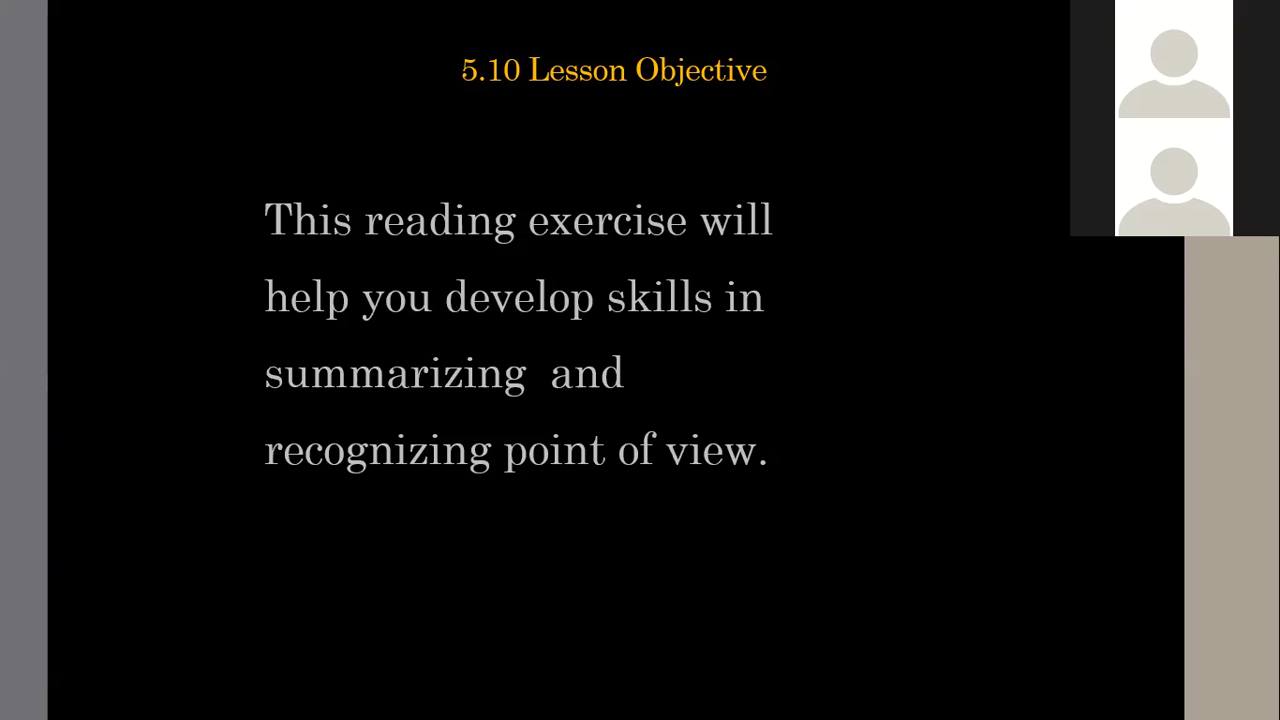 5.10 Lesson Objective
This reading exercise will
help you develop skills in
summarizing  and
recognizing point of view.